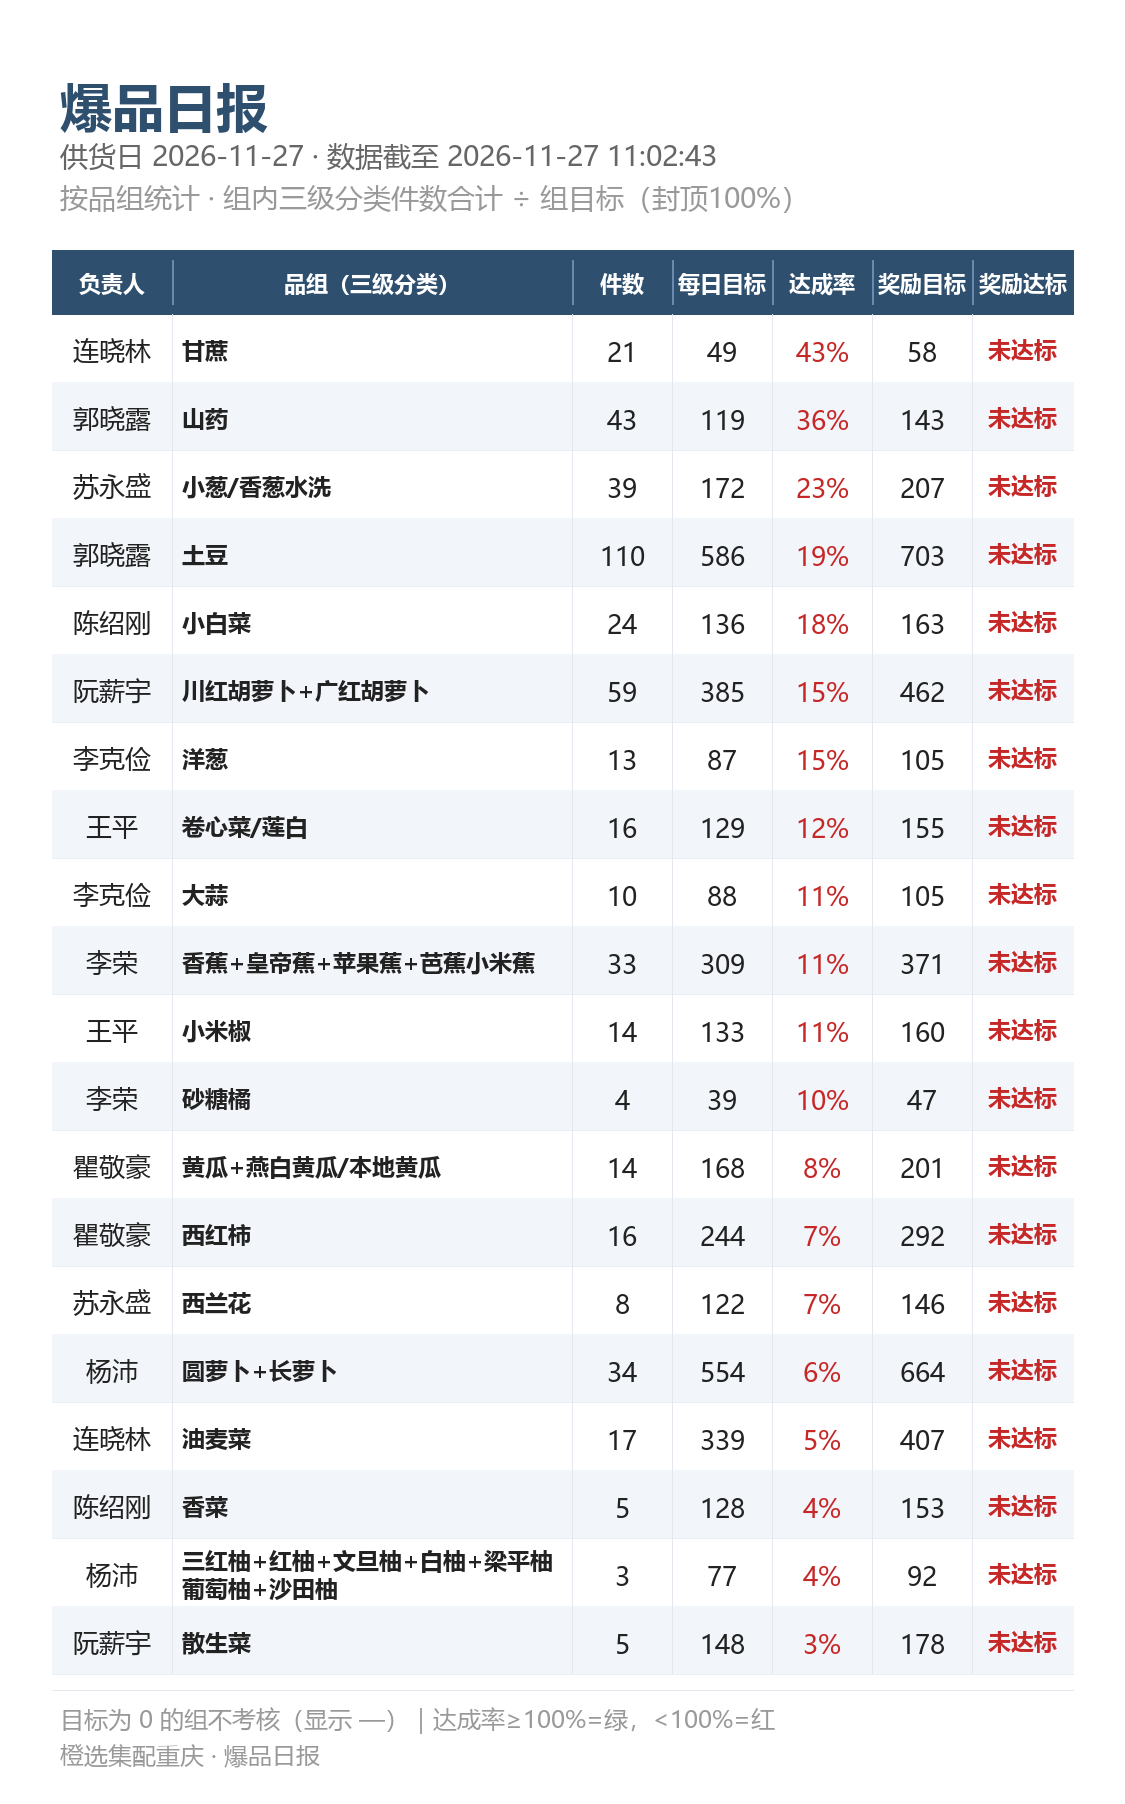 爆品日报
供货日 2026-11-27 · 数据截至 2026-11-27 11:02:43
按品组统计 · 组内三级分类件数合计 ÷ 组目标（封顶100%）
负责人 品组（三级分类） 件数 每日目标 达成率 奖励目标 奖励达标
连晓林 甘蔗 21 49 43% 58 未达标
郭晓露 山药 43 119 36% 143 未达标
苏永盛 小葱/香葱水洗 39 172 23% 207 未达标
郭晓露 土豆 110 586 19% 703 未达标
陈绍刚 小白菜 24 136 18% 163 未达标
阮薪宇 川红胡萝卜+广红胡萝卜 59 385 15% 462 未达标
李克俭 洋葱 13 87 15% 105 未达标
王平 卷心菜/莲白 16 129 12% 155 未达标
李克俭 大蒜 10 88 11% 105 未达标
李荣 香蕉+皇帝蕉+苹果蕉+芭蕉小米蕉 33 309 11% 371 未达标
王平 小米椒 14 133 11% 160 未达标
李荣 砂糖橘 4 39 10% 47 未达标
瞿敬豪 黄瓜+燕白黄瓜/本地黄瓜 14 168 8% 201 未达标
瞿敬豪 西红柿 16 244 7% 292 未达标
苏永盛 西兰花 8 122 7% 146 未达标
杨沛 圆萝卜+长萝卜 34 554 6% 664 未达标
连晓林 油麦菜 17 339 5% 407 未达标
陈绍刚 香菜 5 128 4% 153 未达标
杨沛 三红柚+红柚+文旦柚+白柚+梁平柚 3 77 4% 92 未达标
葡萄柚+沙田柚
阮薪宇 散生菜 5 148 3% 178 未达标
目标为 0 的组不考核（显示 —）｜达成率≥100%=绿，<100%=红
橙选集配重庆 · 爆品日报